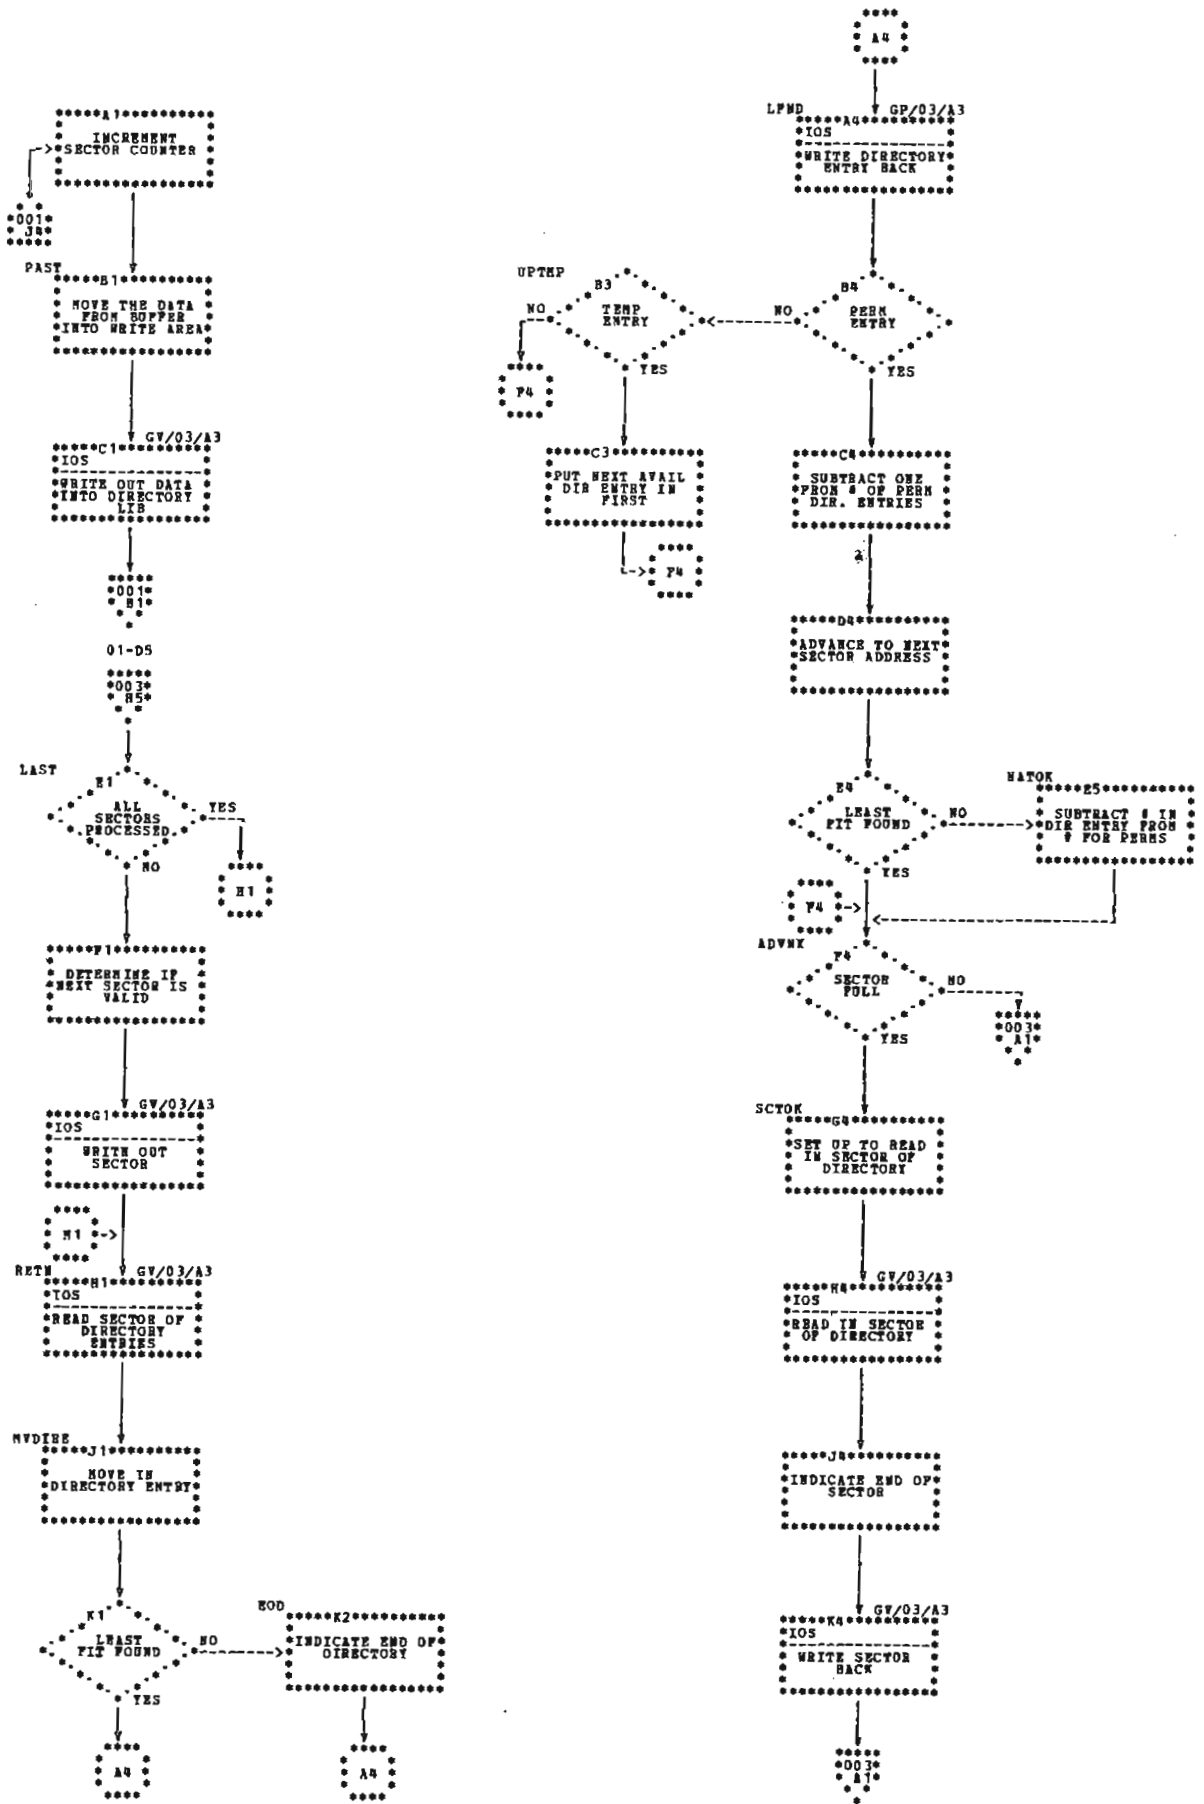 A1
INCREMENT
SECTOR COUNTER
001
J4
PAST
B1
MOVE THE DATA
FROM BUFFER
INTO WRITE AREA
GV/03/A3
C1
IOS
WRITE OUT DATA
INTO DIRECTORY
LIB
001
B1
01-D5
003
H5
LAST
E1
ALL
SECTORS
PROCESSED
YES
NO
H1
F1
DETERMINE IF
NEXT SECTOR IS
VALID
GV/03/A3
G1
IOS
WRITN OUT
SECTOR
H1
RETN
GV/03/A3
H1
IOS
READ SECTOR OF
DIRECTORY
ENTRIES
MVDIRE
J1
MOVE IN
DIRECTORY ENTRY
K1
LEAST
FIT FOUND
NO
YES
A4
EOD
K2
INDICATE END OF
DIRECTORY
A4
A4
LFND
GP/03/A3
A4
IOS
WRITE DIRECTORY
ENTRY BACK
B4
PERM
ENTRY
NO
YES
UPTMP
B3
TEMP
ENTRY
NO
YES
F4
C3
PUT NEXT AVAIL
DIR ENTRY IN
FIRST
F4
C4
SUBTRACT ONE
FROM # OF PERM
DIR. ENTRIES
D4
ADVANCE TO NEXT
SECTOR ADDRESS
E4
LEAST
FIT FOUND
NO
YES
NATOK
E5
SUBTRACT # IN
DIR ENTRY FROM
# FOR PERMS
F4
ADVNX
F4
SECTOR
FULL
NO
YES
003
A1
SCTOK
G4
SET UP TO READ
IN SECTOR OF
DIRECTORY
GV/03/A3
H4
IOS
READ IN SECTOR
OF DIRECTORY
J4
INDICATE END OF
SECTOR
GV/03/A3
K4
IOS
WRITE SECTOR
BACK
003
A1